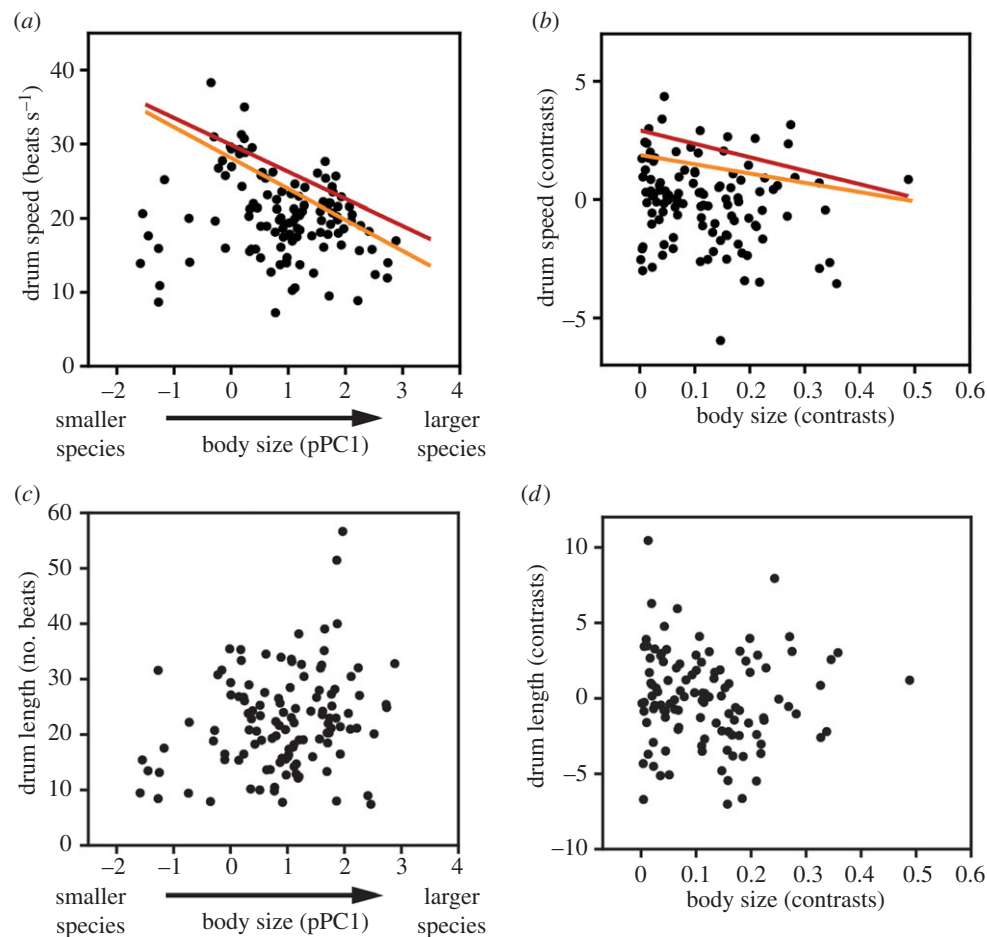 (a)
drum speed (beats s⁻¹)
40
30
20
10
0
–2 –1 0 1 2 3 4
smaller species
body size (pPC1)
larger species
(b)
drum speed (contrasts)
5
0
–5
0 0.1 0.2 0.3 0.4 0.5 0.6
body size (contrasts)
(c)
drum length (no. beats)
60
50
40
30
20
10
0
–2 –1 0 1 2 3 4
smaller species
body size (pPC1)
larger species
(d)
drum length (contrasts)
10
5
0
–5
–10
0 0.1 0.2 0.3 0.4 0.5 0.6
body size (contrasts)